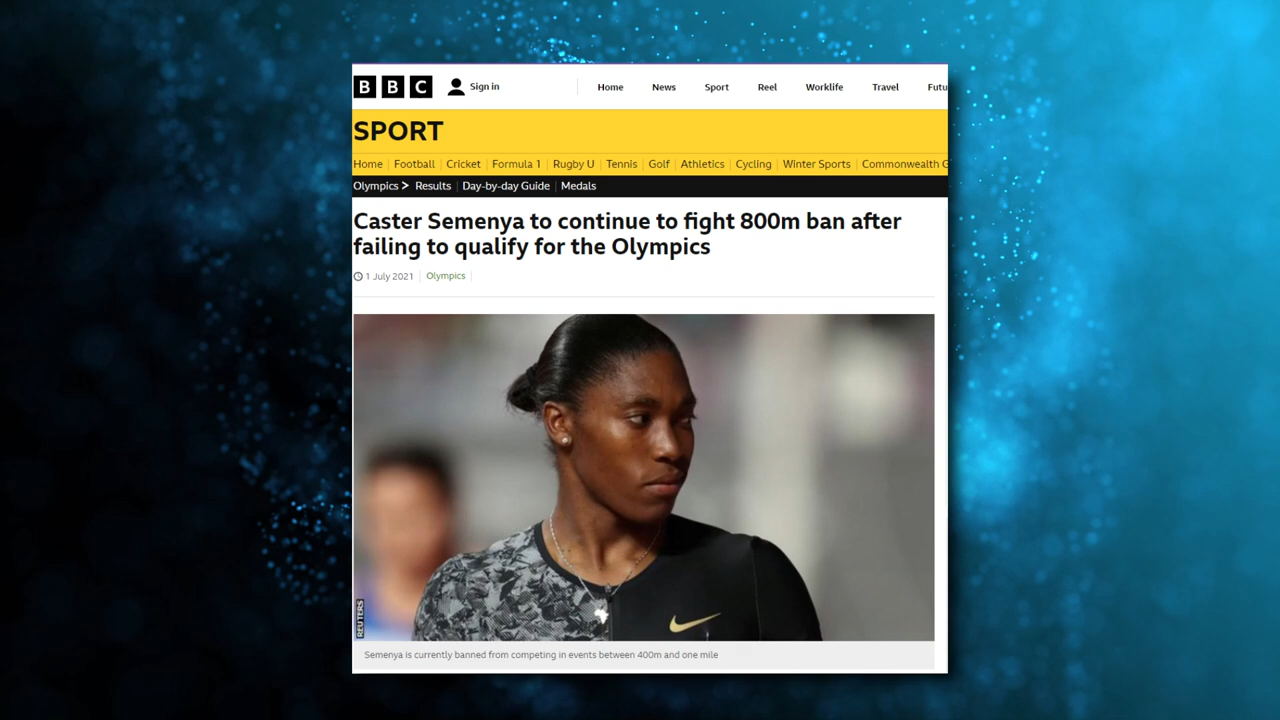 BBC Sign in Home News Sport Reel Worklife Travel Futu
SPORT
Home Football Cricket Formula 1 Rugby U Tennis Golf Athletics Cycling Winter Sports Commonwealth G
Olympics > Results Day-by-day Guide Medals
Caster Semenya to continue to fight 800m ban after
failing to qualify for the Olympics
1 July 2021 Olympics
REUTERS
Semenya is currently banned from competing in events between 400m and one mile